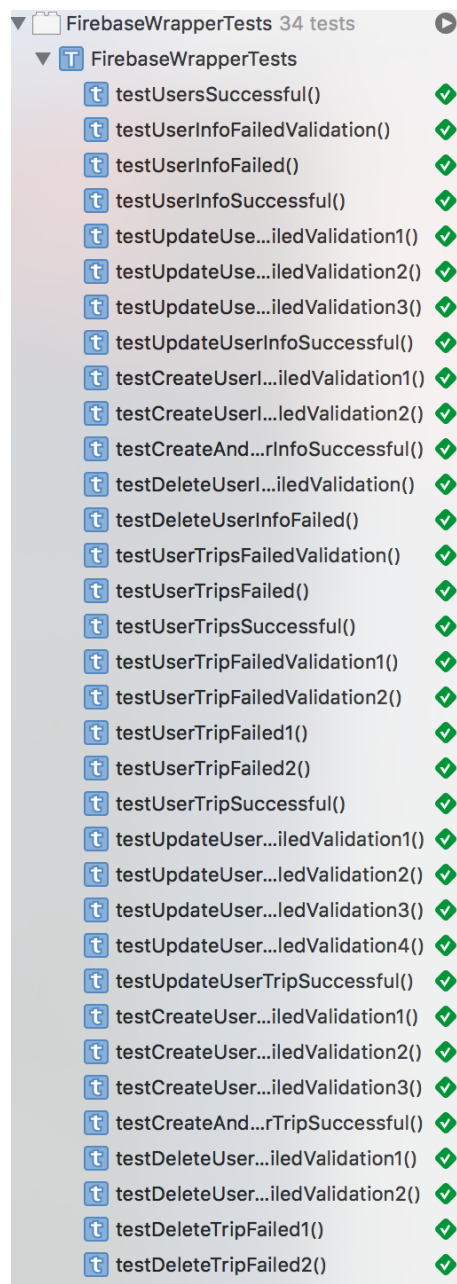 FirebaseWrapperTests 34 tests
T FirebaseWrapperTests
t testUsersSuccessful()
t testUserInfoFailedValidation()
t testUserInfoFailed()
t testUserInfoSuccessful()
t testUpdateUse...iledValidation1()
t testUpdateUse...iledValidation2()
t testUpdateUse...iledValidation3()
t testUpdateUserInfoSuccessful()
t testCreateUserI...iledValidation1()
t testCreateUserI...ledValidation2()
t testCreateAnd...rInfoSuccessful()
t testDeleteUserI...iledValidation()
t testDeleteUserInfoFailed()
t testUserTripsFailedValidation()
t testUserTripsFailed()
t testUserTripsSuccessful()
t testUserTripFailedValidation1()
t testUserTripFailedValidation2()
t testUserTripFailed1()
t testUserTripFailed2()
t testUserTripSuccessful()
t testUpdateUser...iledValidation1()
t testUpdateUser...ledValidation2()
t testUpdateUser...ledValidation3()
t testUpdateUser...ledValidation4()
t testUpdateUserTripSuccessful()
t testCreateUser...iledValidation1()
t testCreateUser...iledValidation2()
t testCreateUser...iledValidation3()
t testCreateAnd...rTripSuccessful()
t testDeleteUser...iledValidation1()
t testDeleteUser...iledValidation2()
t testDeleteTripFailed1()
t testDeleteTripFailed2()